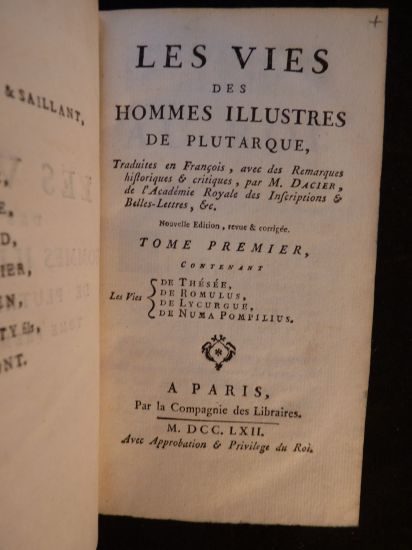 & SAILLANT,
LES VIES
DES
HOMMES ILLUSTRES
DE PLUTARQUE,
Traduites en François, avec des Remarques
hiſtoriques & critiques, par M. DACIER,
de l'Académie Royale des Inſcriptions &
Belles-Lettres, &c.
Nouvelle Edition, revue & corrigée.
TOME PREMIER,
CONTENANT
Les Vies
DE THÉSÉE,
DE ROMULUS,
DE LYCURGUE,
DE NUMA POMPILIUS.
A PARIS,
Par la Compagnie des Libraires.
M. DCC. LXII.
Avec Approbation & Privilege du Roi.